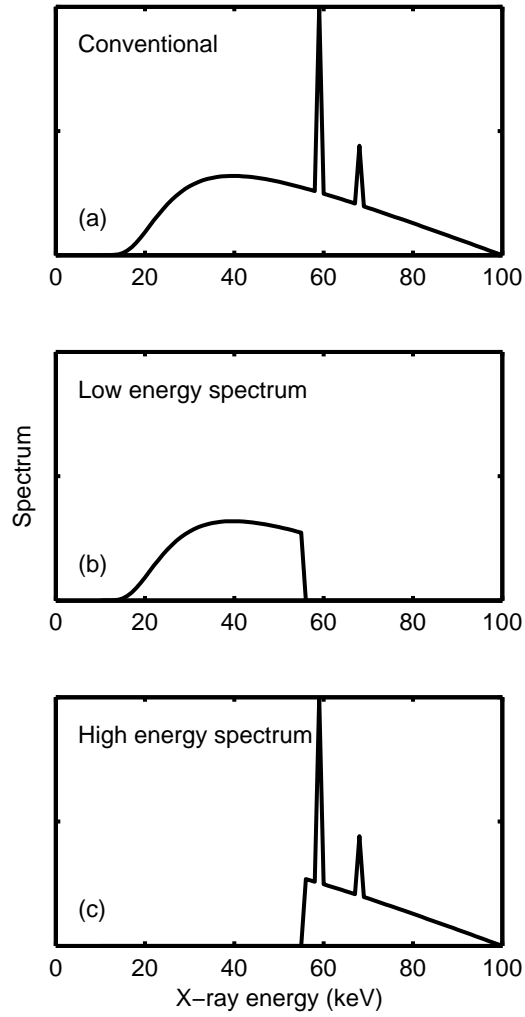 Conventional
(a)
0 20 40 60 80 100
Low energy spectrum
Spectrum
(b)
0 20 40 60 80 100
High energy spectrum
(c)
0 20 40 60 80 100
X−ray energy (keV)